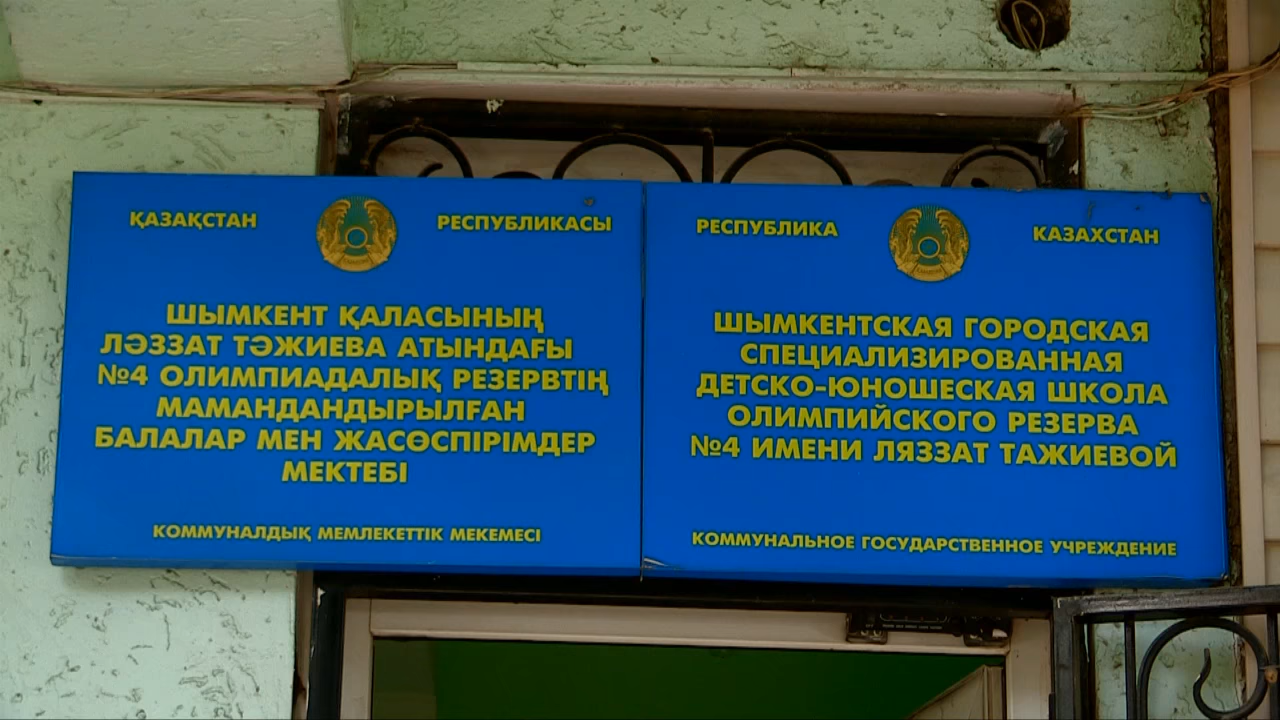 ҚАЗАҚСТАН РЕСПУБЛИКАСЫ
ШЫМКЕНТ ҚАЛАСЫНЫҢ
ЛӘЗЗАТ ТӘЖИЕВА АТЫНДАҒЫ
№4 ОЛИМПИАДАЛЫҚ РЕЗЕРВТІҢ
МАМАНДАНДЫРЫЛҒАН
БАЛАЛАР МЕН ЖАСӨСПІРІМДЕР
МЕКТЕБІ
КОММУНАЛДЫҚ МЕМЛЕКЕТТІК МЕКЕМЕСІ
РЕСПУБЛИКА КАЗАХСТАН
ШЫМКЕНТСКАЯ ГОРОДСКАЯ
СПЕЦИАЛИЗИРОВАННАЯ
ДЕТСКО-ЮНОШЕСКАЯ ШКОЛА
ОЛИМПИЙСКОГО РЕЗЕРВА
№4 ИМЕНИ ЛЯЗЗАТ ТАЖИЕВОЙ
КОММУНАЛЬНОЕ ГОСУДАРСТВЕННОЕ УЧРЕЖДЕНИЕ